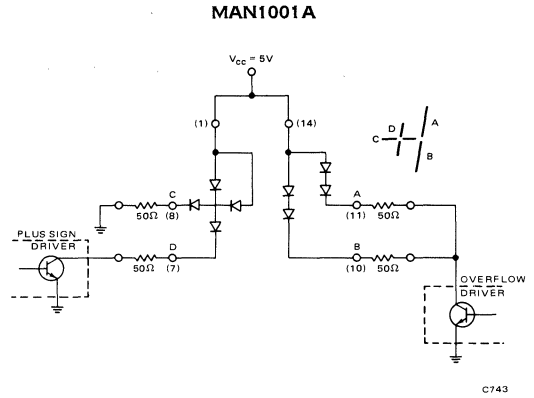 MAN1001A
VCC = 5V
(1)
(14)
D
A
C
B
C
50Ω
(8)
A
(11)
50Ω
PLUS SIGN
DRIVER
50Ω
D
(7)
B
(10)
50Ω
OVERFLOW
DRIVER
C743